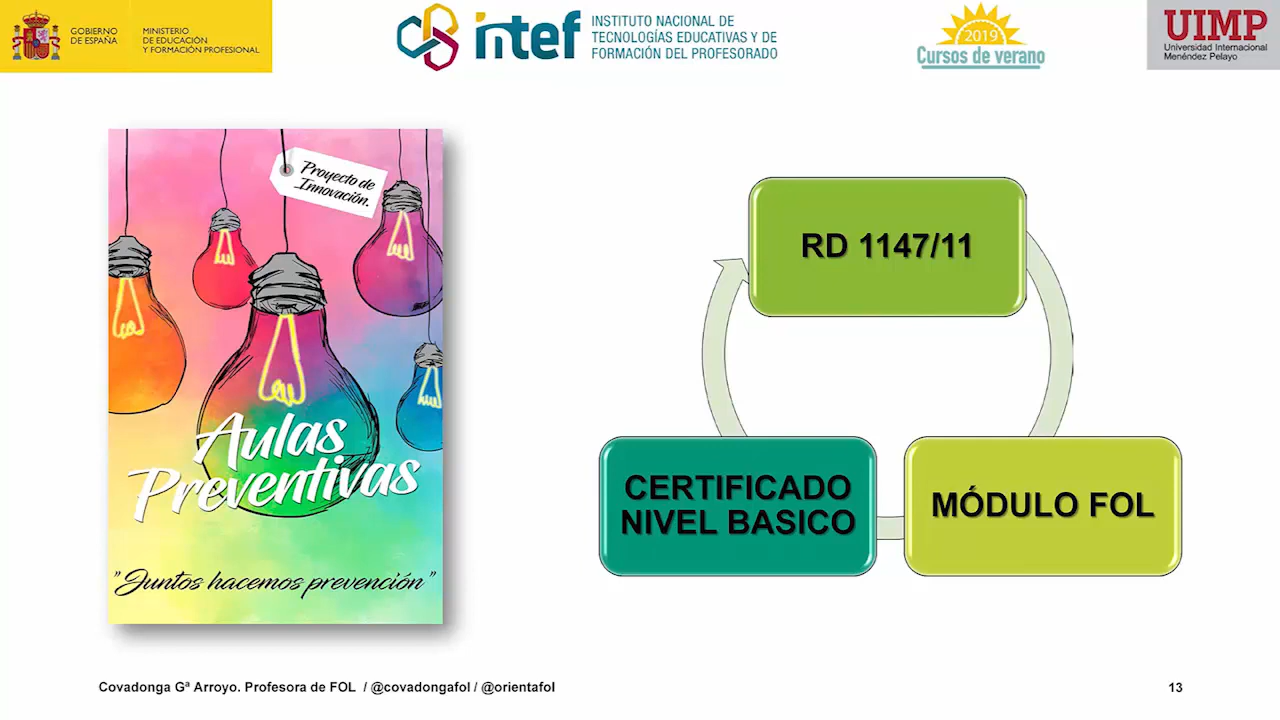 GOBIERNO
DE ESPAÑA
MINISTERIO
DE EDUCACIÓN
Y FORMACIÓN PROFESIONAL
intef
INSTITUTO NACIONAL DE
TECNOLOGÍAS EDUCATIVAS Y DE
FORMACIÓN DEL PROFESORADO
2019
Cursos de verano
UIMP
Universidad Internacional
Menéndez Pelayo
Proyecto de
Innovación.
Aulas
Preventivas
"Juntos hacemos prevención"
RD 1147/11
CERTIFICADO
NIVEL BASICO
MÓDULO FOL
Covadonga Gª Arroyo. Profesora de FOL / @covadongafol / @orientafol
13